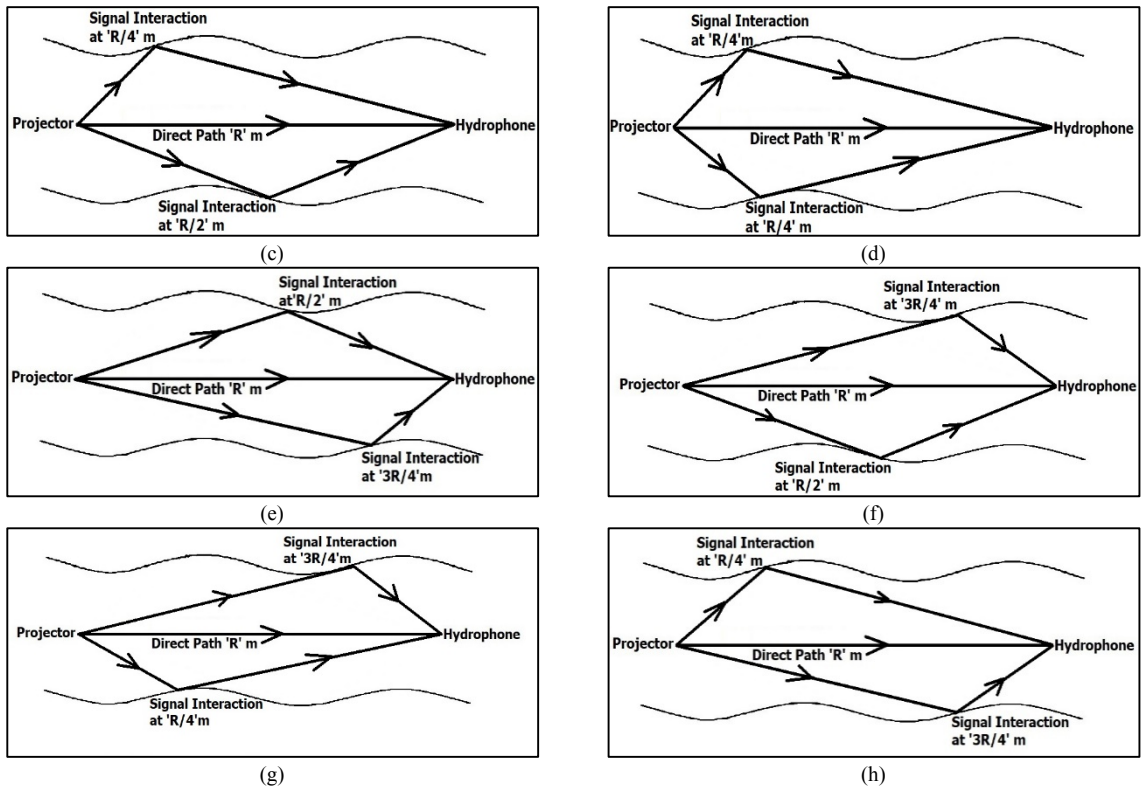 Signal Interaction
at 'R/4' m
Projector
Direct Path 'R' m
Hydrophone
Signal Interaction
at 'R/2' m
(c)
Signal Interaction
at 'R/4'm
Projector
Direct Path 'R' m
Hydrophone
Signal Interaction
at 'R/4' m
(d)
Signal Interaction
at'R/2' m
Projector
Direct Path 'R' m
Hydrophone
Signal Interaction
at '3R/4'm
(e)
Signal Interaction
at '3R/4' m
Projector
Direct Path 'R' m
Hydrophone
Signal Interaction
at 'R/2' m
(f)
Signal Interaction
at '3R/4'm
Projector
Direct Path 'R' m
Hydrophone
Signal Interaction
at 'R/4'm
(g)
Signal Interaction
at 'R/4' m
Projector
Direct Path 'R' m
Hydrophone
Signal Interaction
at '3R/4' m
(h)